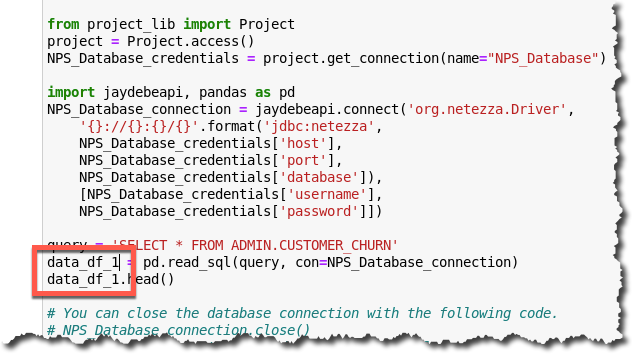 from project_lib import Project
project = Project.access()
NPS_Database_credentials = project.get_connection(name="NPS_Database")
import jaydebeapi, pandas as pd
NPS_Database_connection = jaydebeapi.connect('org.netezza.Driver',
'{}://{}:{}/{}'.format('jdbc:netezza',
NPS_Database_credentials['host'],
NPS_Database_credentials['port'],
NPS_Database_credentials['database']),
[NPS_Database_credentials['username'],
NPS_Database_credentials['password']])
query = 'SELECT * FROM ADMIN.CUSTOMER_CHURN'
data_df_1 = pd.read_sql(query, con=NPS_Database_connection)
data_df_1.head()
# You can close the database connection with the following code.
# NPS_Database_connection.close()